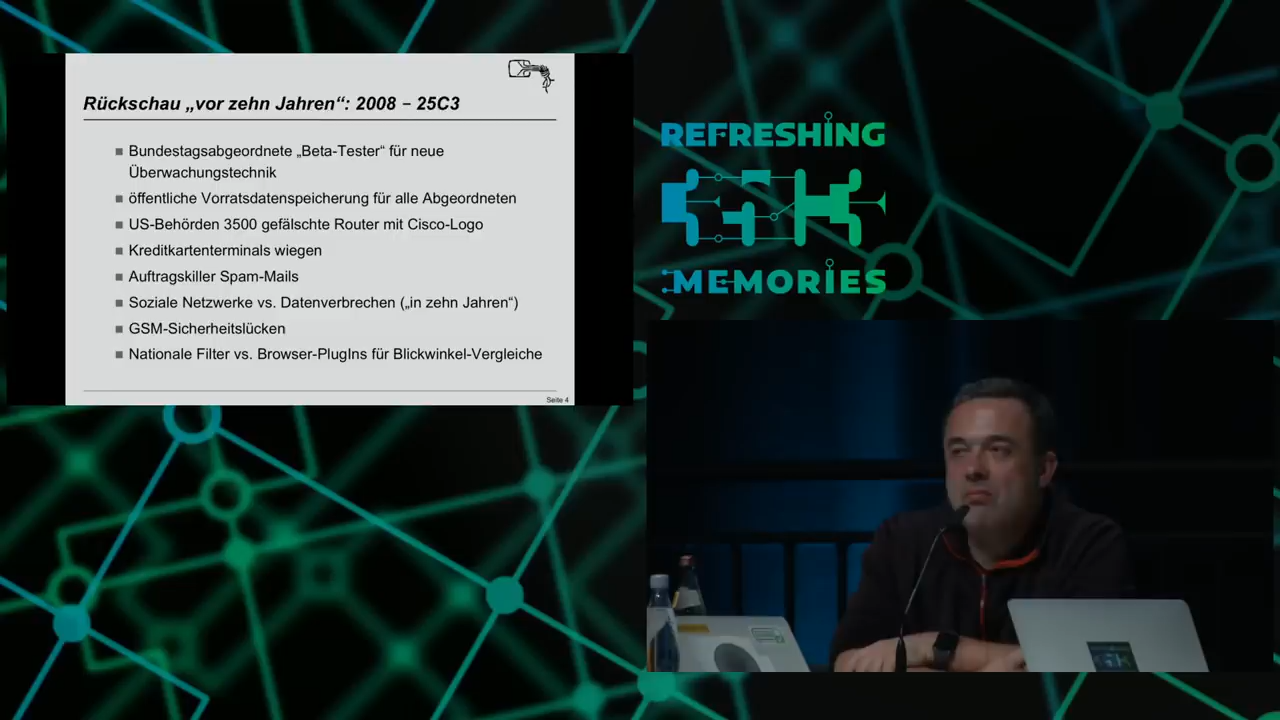 Rückschau „vor zehn Jahren“: 2008 – 25C3
Bundestagsabgeordnete „Beta-Tester“ für neue
Überwachungstechnik
öffentliche Vorratsdatenspeicherung für alle Abgeordneten
US-Behörden 3500 gefälschte Router mit Cisco-Logo
Kreditkartenterminals wiegen
Auftragskiller Spam-Mails
Soziale Netzwerke vs. Datenverbrechen („in zehn Jahren“)
GSM-Sicherheitslücken
Nationale Filter vs. Browser-PlugIns für Blickwinkel-Vergleiche
Seite 4
REFRESHING
MEMORIES